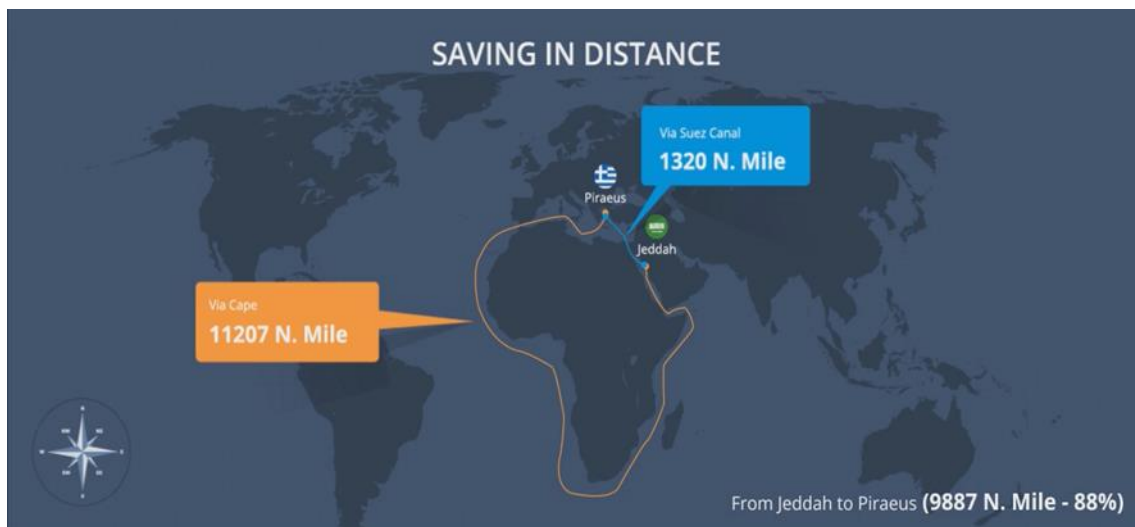 SAVING IN DISTANCE
Via Suez Canal
1320 N. Mile
Piraeus
Jeddah
Via Cape
11207 N. Mile
From Jeddah to Piraeus (9887 N. Mile - 88%)